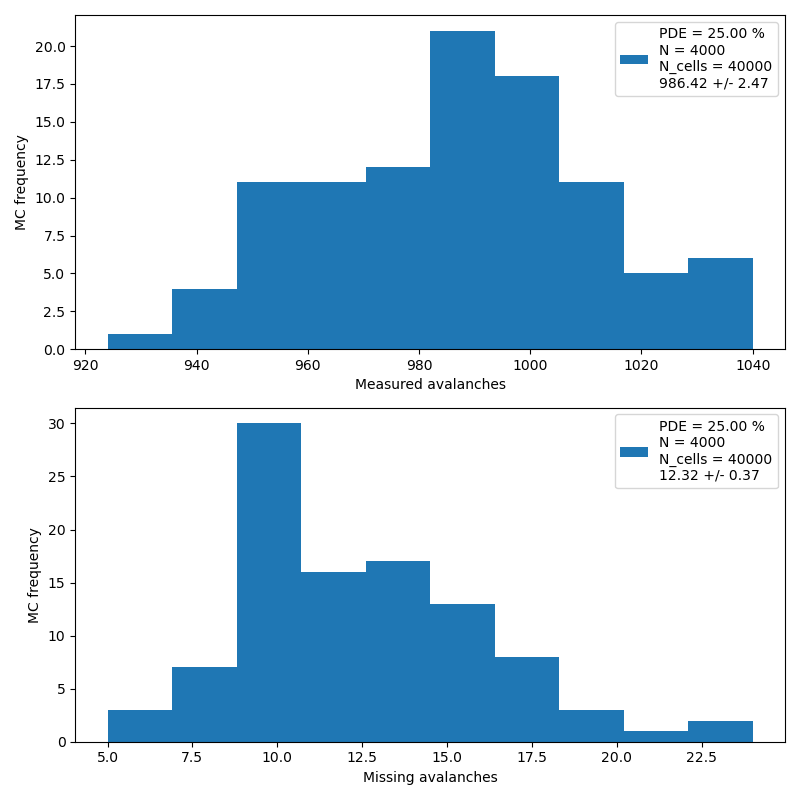 PDE = 25.00 %
N = 4000
N_cells = 40000
986.42 +/- 2.47
20.0
17.5
15.0
12.5
10.0
7.5
5.0
2.5
0.0
MC frequency
920 940 960 980 1000 1020 1040
Measured avalanches
PDE = 25.00 %
N = 4000
N_cells = 40000
12.32 +/- 0.37
30
25
20
15
10
5
0
MC frequency
5.0 7.5 10.0 12.5 15.0 17.5 20.0 22.5
Missing avalanches